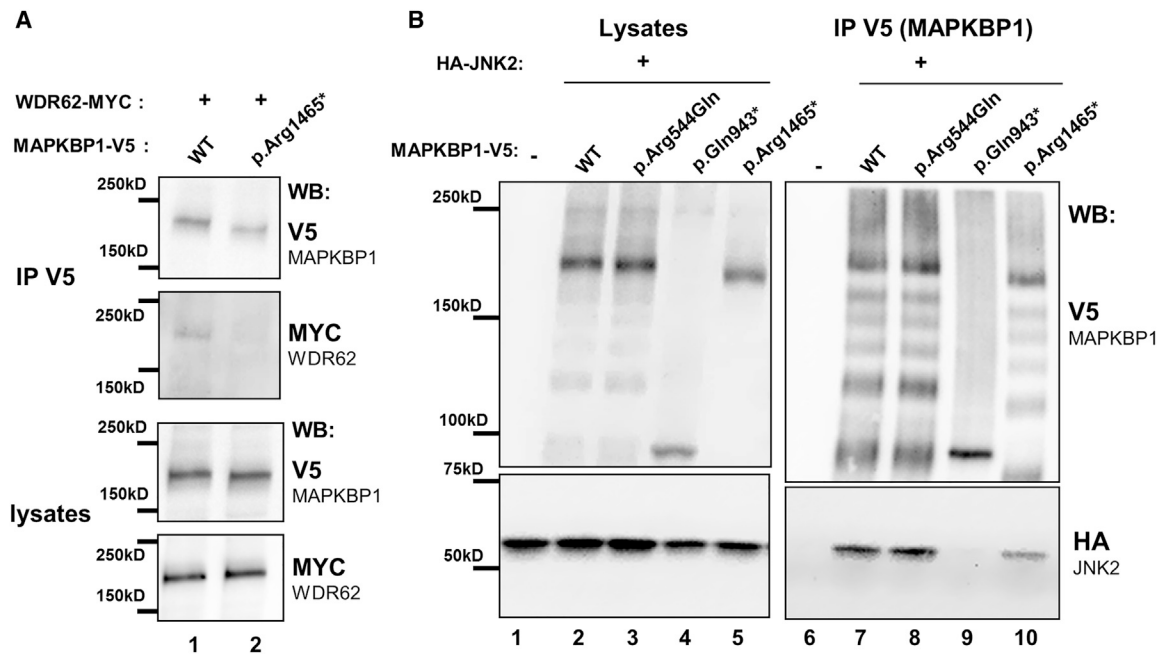 A
WDR62-MYC : + +
MAPKBP1-V5 : WT p.Arg1465*
IP V5
250kD
150kD
WB:
V5
MAPKBP1
250kD
150kD
MYC
WDR62
lysates
250kD
150kD
WB:
V5
MAPKBP1
250kD
150kD
MYC
WDR62
1 2
B
Lysates IP V5 (MAPKBP1)
HA-JNK2: + +
MAPKBP1-V5: - WT p.Arg544Gln p.Gln943* p.Arg1465* - WT p.Arg544Gln p.Gln943* p.Arg1465*
250kD
150kD
100kD
75kD
50kD
WB:
V5
MAPKBP1
HA
JNK2
1 2 3 4 5 6 7 8 9 10